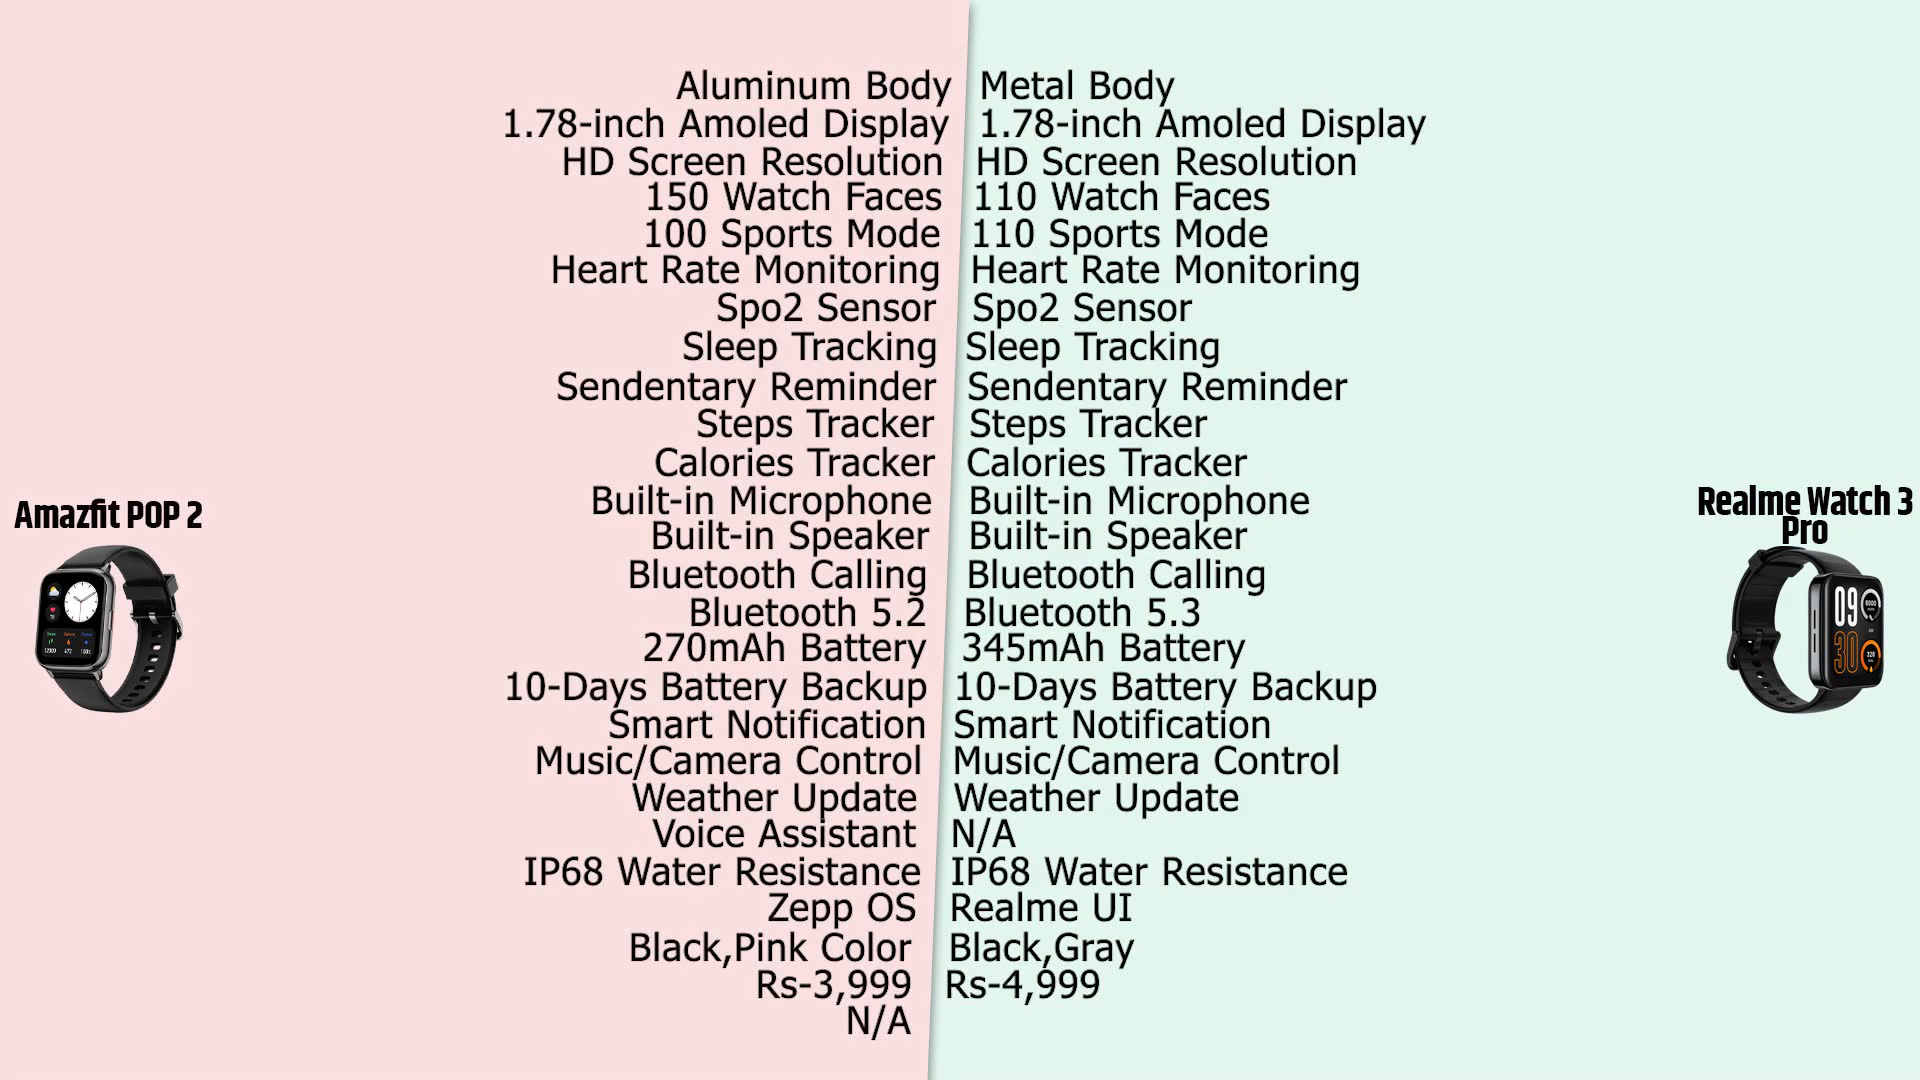 Aluminum Body
1.78-inch Amoled Display
HD Screen Resolution
150 Watch Faces
100 Sports Mode
Heart Rate Monitoring
Spo2 Sensor
Sleep Tracking
Sendentary Reminder
Steps Tracker
Calories Tracker
Built-in Microphone
Built-in Speaker
Bluetooth Calling
Bluetooth 5.2
270mAh Battery
10-Days Battery Backup
Smart Notification
Music/Camera Control
Weather Update
Voice Assistant
IP68 Water Resistance
Zepp OS
Black,Pink Color
Rs-3,999
N/A
Amazfit POP 2
Metal Body
1.78-inch Amoled Display
HD Screen Resolution
110 Watch Faces
110 Sports Mode
Heart Rate Monitoring
Spo2 Sensor
Sleep Tracking
Sendentary Reminder
Steps Tracker
Calories Tracker
Built-in Microphone
Built-in Speaker
Bluetooth Calling
Bluetooth 5.3
345mAh Battery
10-Days Battery Backup
Smart Notification
Music/Camera Control
Weather Update
N/A
IP68 Water Resistance
Realme UI
Black,Gray
Rs-4,999
Realme Watch 3
Pro
09
30